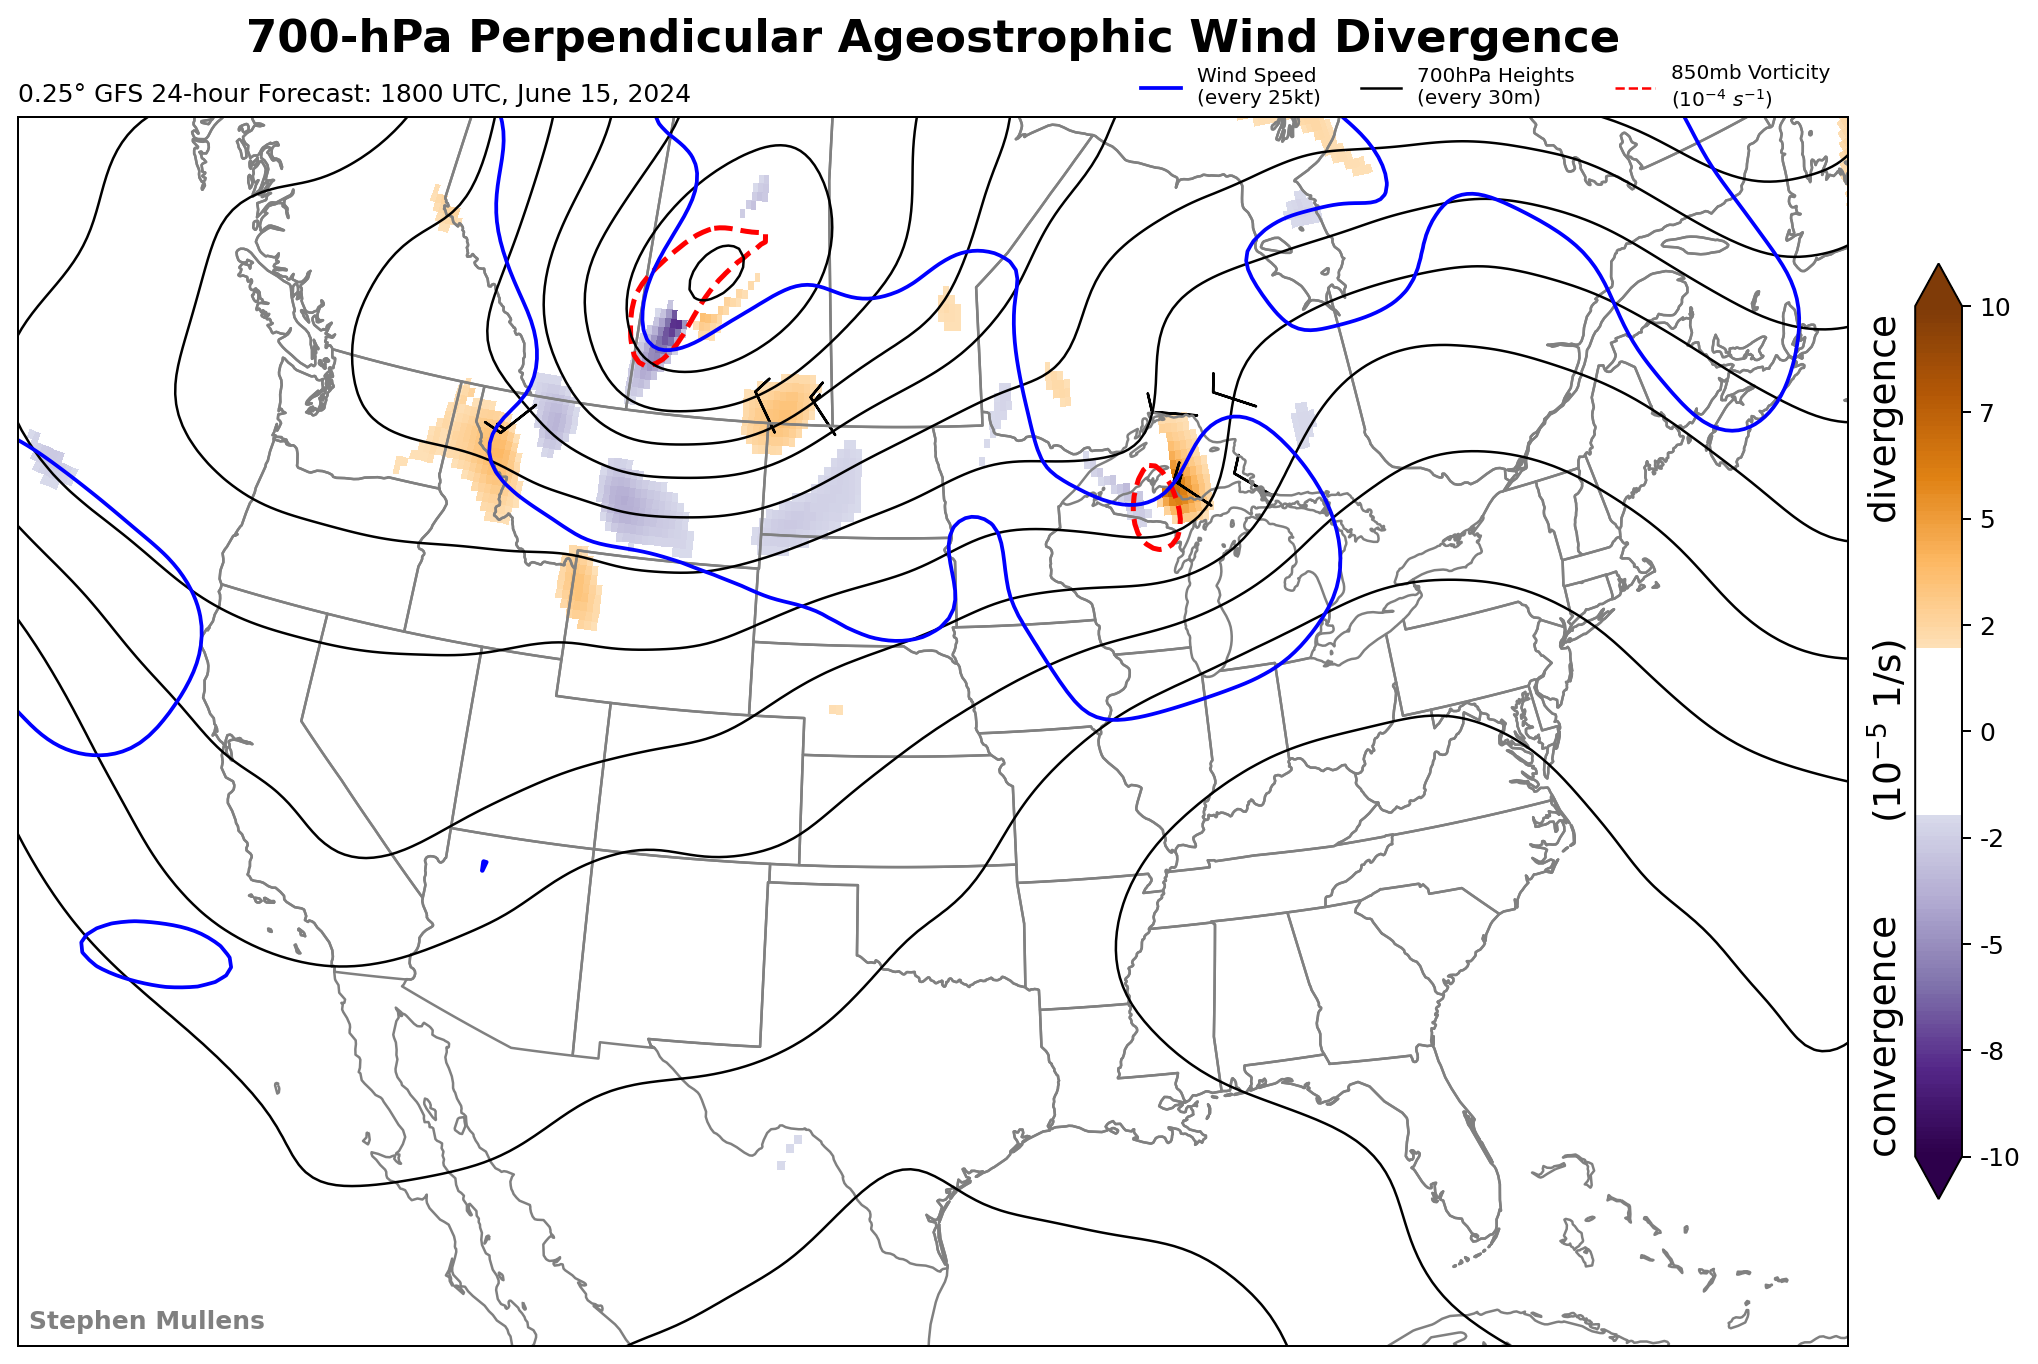 700-hPa Perpendicular Ageostrophic Wind Divergence
0.25° GFS 24-hour Forecast: 1800 UTC, June 15, 2024
Wind Speed
(every 25kt)
700hPa Heights
(every 30m)
850mb Vorticity
(10⁻⁴ s⁻¹)
10
7
5
2
0
-2
-5
-8
-10
convergence (10⁻⁵ 1/s) divergence
Stephen Mullens